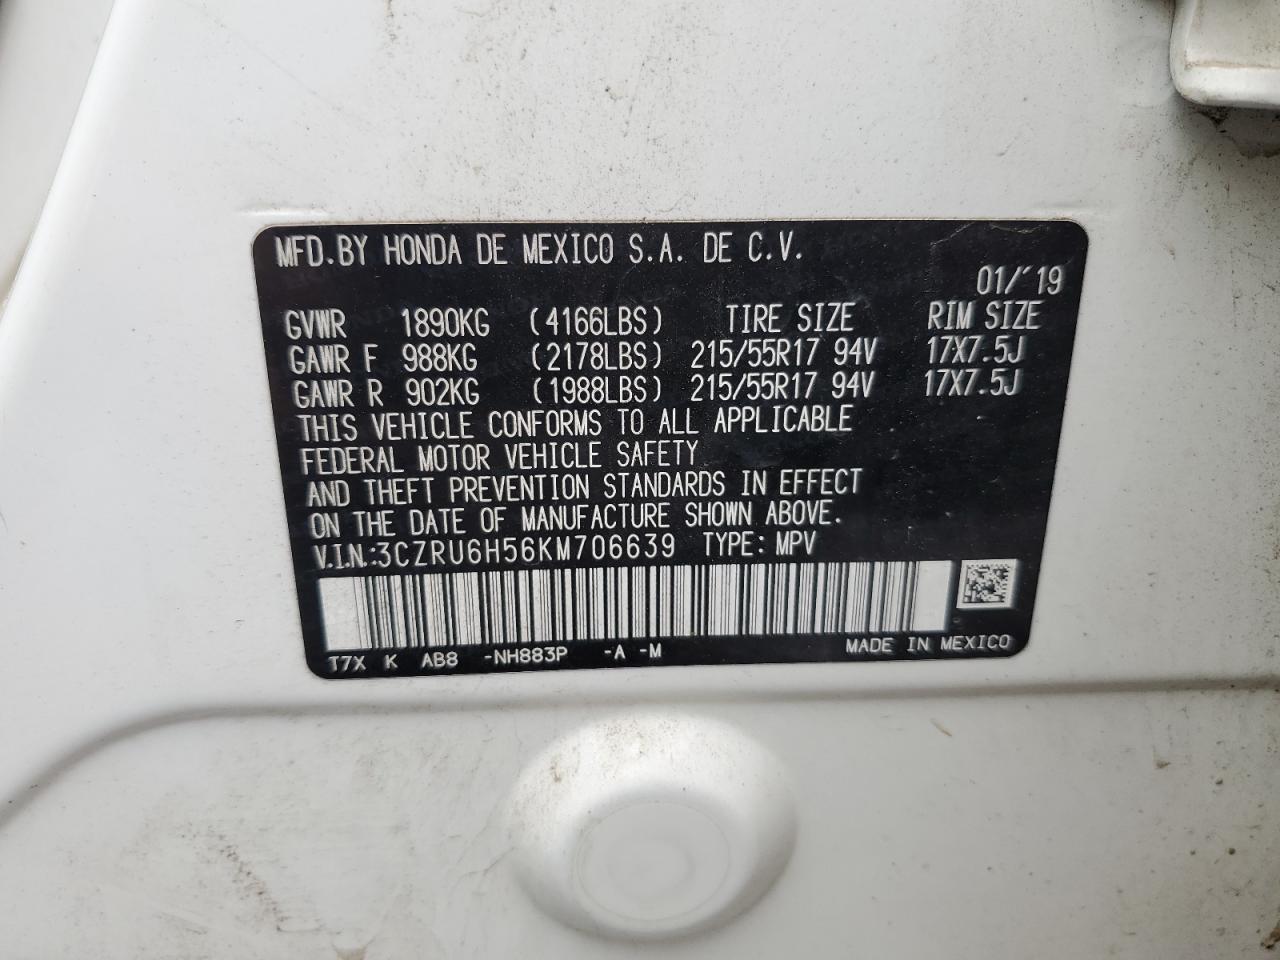 MFD.BY HONDA DE MEXICO S.A. DE C.V.
01/'19
GVWR 1890KG (4166LBS) TIRE SIZE RIM SIZE
GAWR F 988KG (2178LBS) 215/55R17 94V 17X7.5J
GAWR R 902KG (1988LBS) 215/55R17 94V 17X7.5J
THIS VEHICLE CONFORMS TO ALL APPLICABLE
FEDERAL MOTOR VEHICLE SAFETY
AND THEFT PREVENTION STANDARDS IN EFFECT
ON THE DATE OF MANUFACTURE SHOWN ABOVE.
V.I.N.:3CZRU6H56KM706639 TYPE: MPV
T7X K AB8 -NH883P -A -M MADE IN MEXICO